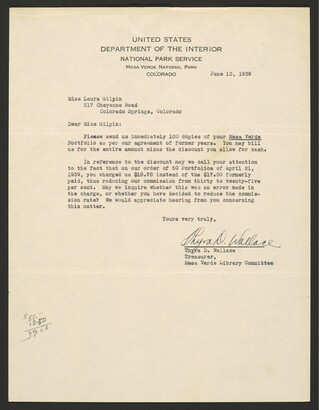 UNITED STATES
DEPARTMENT OF THE INTERIOR
NATIONAL PARK SERVICE
MESA VERDE NATIONAL PARK
COLORADO
June 13, 1939
Miss Laura Gilpin
317 Cheyenne Road
Colorado Springs, Colorado
Dear Miss Gilpin:
Please send us immediately 100 copies of your Mesa Verde
Portfolio as per our agreement of former years. You may bill
us for the entire amount minus the discount you allow for cash.
In reference to the discount may we call your attention
to the fact that on our order of 50 Portfolios of April 21,
1939, you charged us $18.75 instead of the $17.50 formerly
paid, thus reducing our commission from thirty to twenty-five
per cent. May we inquire whether this was an error made in
the charge, or whether you have decided to reduce the commis-
sion rate? We would appreciate hearing from you concerning
this matter.
Yours very truly,
Thyra D. Wallace
Thyra D. Wallace
Treasurer,
Mesa Verde Library Committee